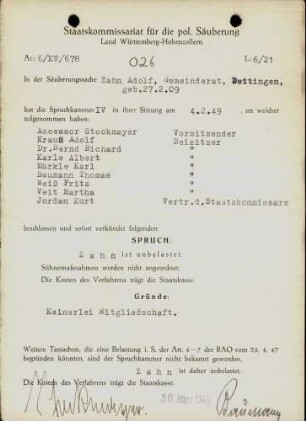 Staatskommissariat für die pol. Säuberung
Land Württemberg-Hohenzollern
Az: 6/KV/678
026
L: 6/21
In der Säuberungssache Zahn Adolf, Gemeinderat, Dettingen,
geb.27.2.09
hat die Spruchkammer IV in ihrer Sitzung am 4.2.49 , an welcher
teilgenommen haben:
Assessor Stockmayer Vorsitzender
Krauß Adolf Beisitzer
Dr.Bernd Richard "
Karle Albert "
Märkle Karl "
Baumann Thomas "
Weiß Fritz "
Veit Martha "
Jordan Kurt Vertr.d.Staatskommissars
beschlossen und sofort verkündet folgenden
SPRUCH:
Zahn ist unbelastet.
Sühnemaßnahmen werden nicht angeordnet.
Die Kosten des Verfahrens trägt die Staatskasse.
Gründe:
Keinerlei Mitgliedschaft.
Weitere Tatsachen, die eine Belastung i. S. der Art. 4-7 der RAO vom 25. 4. 47
begründen könnten, sind der Spruchkammer nicht bekannt geworden.
Zahn ist daher unbelastet.
Die Kosten des Verfahrens trägt die Staatskasse.
Baumann